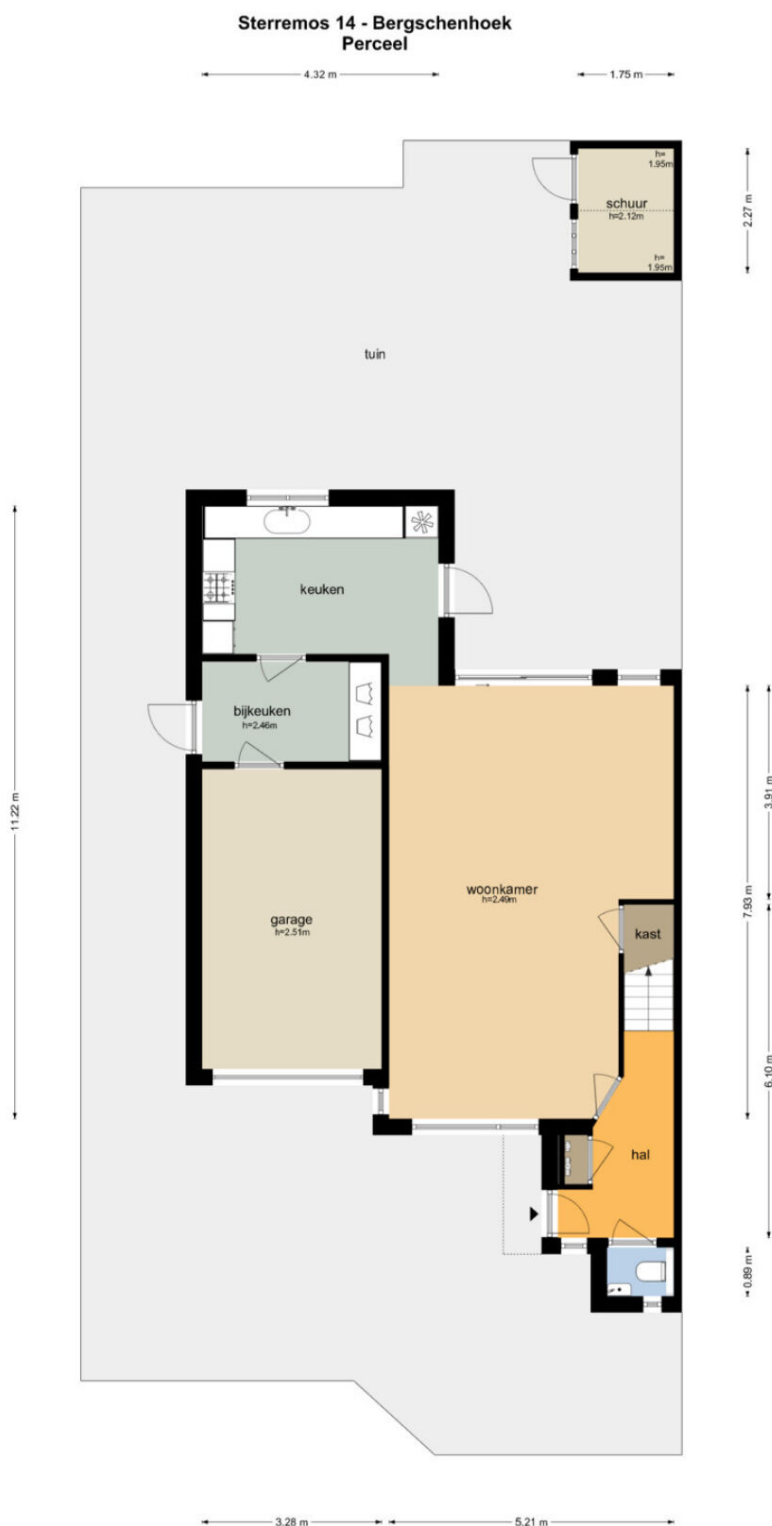 Sterremos 14 - Bergschenhoek
Perceel
4.32 m
1.75 m
h=
1.95m
schuur
h=2.12m
h=
1.95m
2.27 m
tuin
keuken
bijkeuken
h=2.46m
11.22 m
3.91 m
7.93 m
woonkamer
h=2.49m
garage
h=2.51m
kast
6.10 m
hal
0.89 m
3.28 m
5.21 m